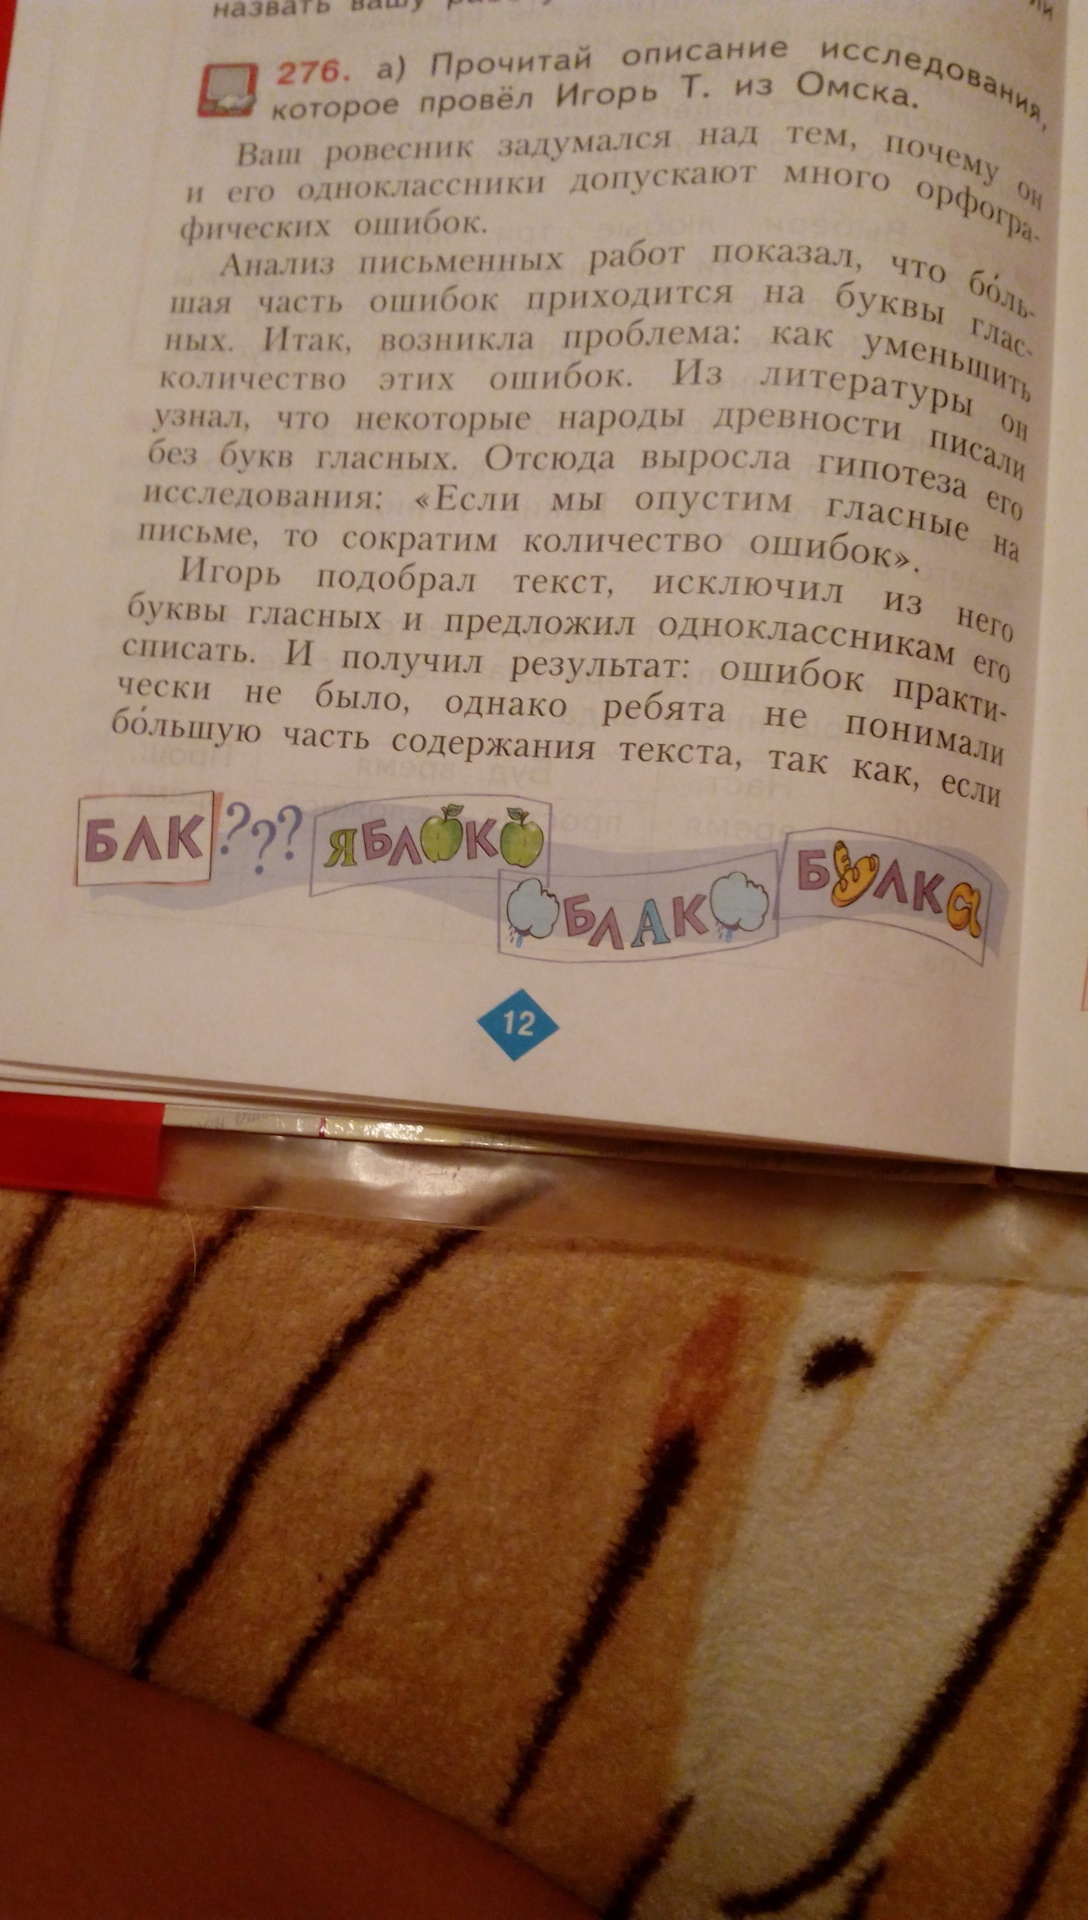 назвать вашу
276. а) Прочитай описание исследования,
которое провёл Игорь Т. из Омска.
Ваш ровесник задумался над тем, почему он
и его одноклассники допускают много орфогра-
фических ошибок.
Анализ письменных работ показал, что бо́ль-
шая часть ошибок приходится на буквы глас-
ных. Итак, возникла проблема: как уменьшить
количество этих ошибок. Из литературы он
узнал, что некоторые народы древности писали
без букв гласных. Отсюда выросла гипотеза его
исследования: «Если мы опустим гласные на
письме, то сократим количество ошибок».
Игорь подобрал текст, исключил из него
буквы гласных и предложил одноклассникам его
списать. И получил результат: ошибок практи-
чески не было, однако ребята не понимали
бо́льшую часть содержания текста, так как, если
БЛК ??? ЯБЛОКО
ОБЛАКО
БУЛКА
12